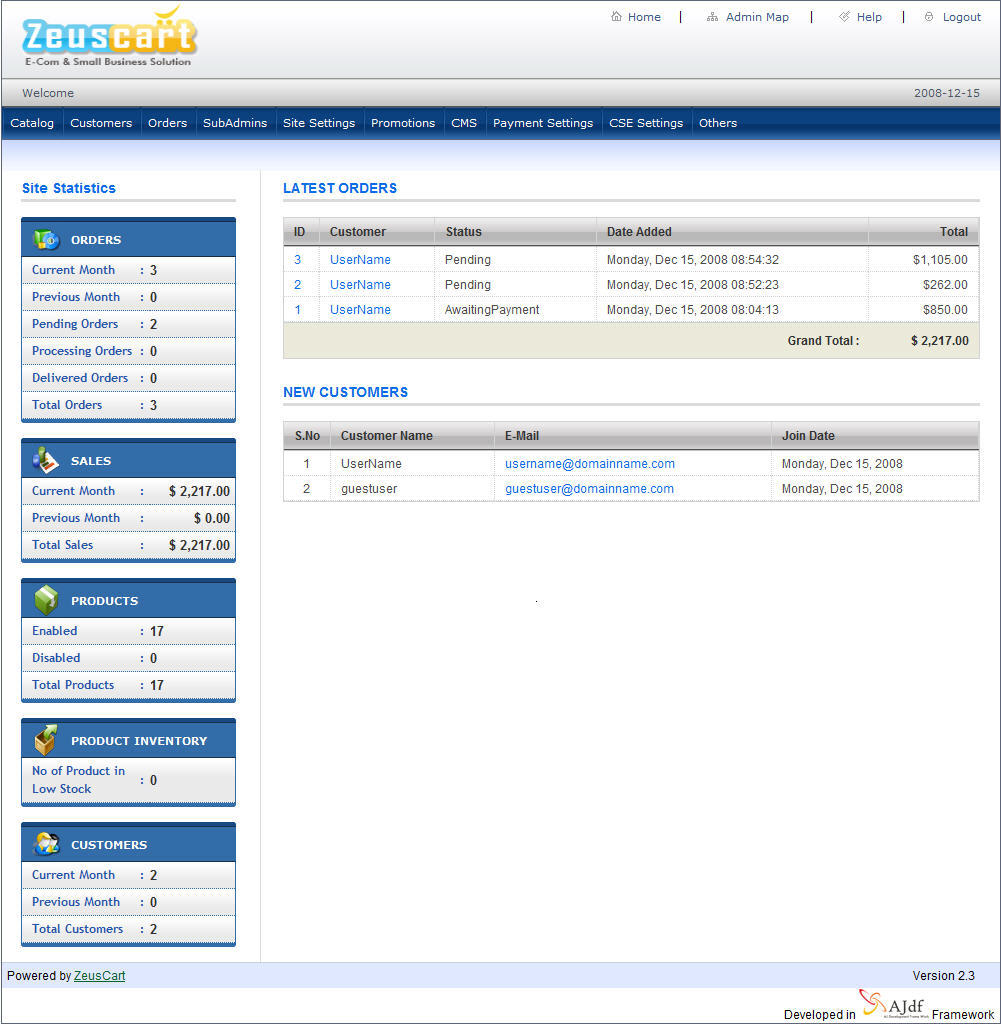 Zeuscart
E-Com & Small Business Solution
Home | Admin Map | Help | Logout
Welcome 2008-12-15
Catalog Customers Orders SubAdmins Site Settings Promotions CMS Payment Settings CSE Settings Others
Site Statistics
ORDERS
Current Month : 3
Previous Month : 0
Pending Orders : 2
Processing Orders : 0
Delivered Orders : 0
Total Orders : 3
SALES
Current Month : $ 2,217.00
Previous Month : $ 0.00
Total Sales : $ 2,217.00
PRODUCTS
Enabled : 17
Disabled : 0
Total Products : 17
PRODUCT INVENTORY
No of Product in
Low Stock : 0
CUSTOMERS
Current Month : 2
Previous Month : 0
Total Customers : 2
LATEST ORDERS
ID Customer Status Date Added Total
3 UserName Pending Monday, Dec 15, 2008 08:54:32 $1,105.00
2 UserName Pending Monday, Dec 15, 2008 08:52:23 $262.00
1 UserName AwaitingPayment Monday, Dec 15, 2008 08:04:13 $850.00
Grand Total : $ 2,217.00
NEW CUSTOMERS
S.No Customer Name E-Mail Join Date
1 UserName username@domainname.com Monday, Dec 15, 2008
2 guestuser guestuser@domainname.com Monday, Dec 15, 2008
Powered by ZeusCart Version 2.3
Developed in AJdf Framework